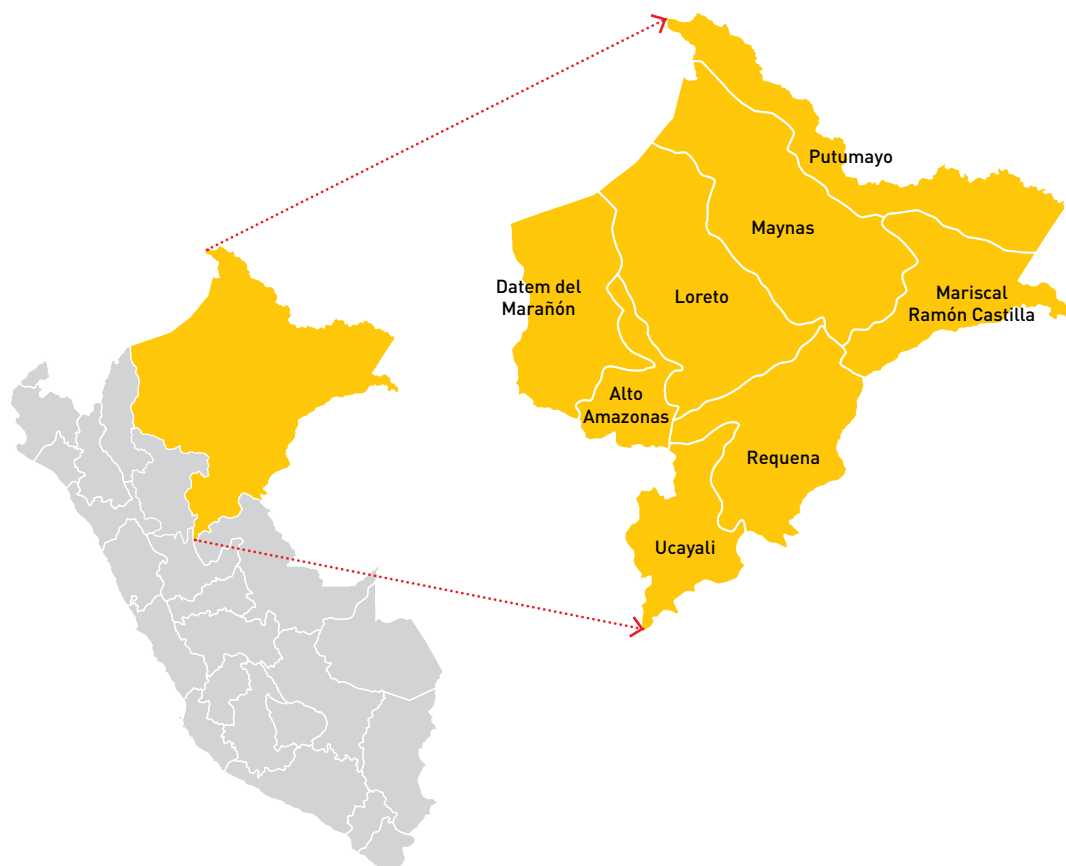 Putumayo
Maynas
Datem del
Marañón
Loreto
Mariscal
Ramón Castilla
Alto
Amazonas
Requena
Ucayali